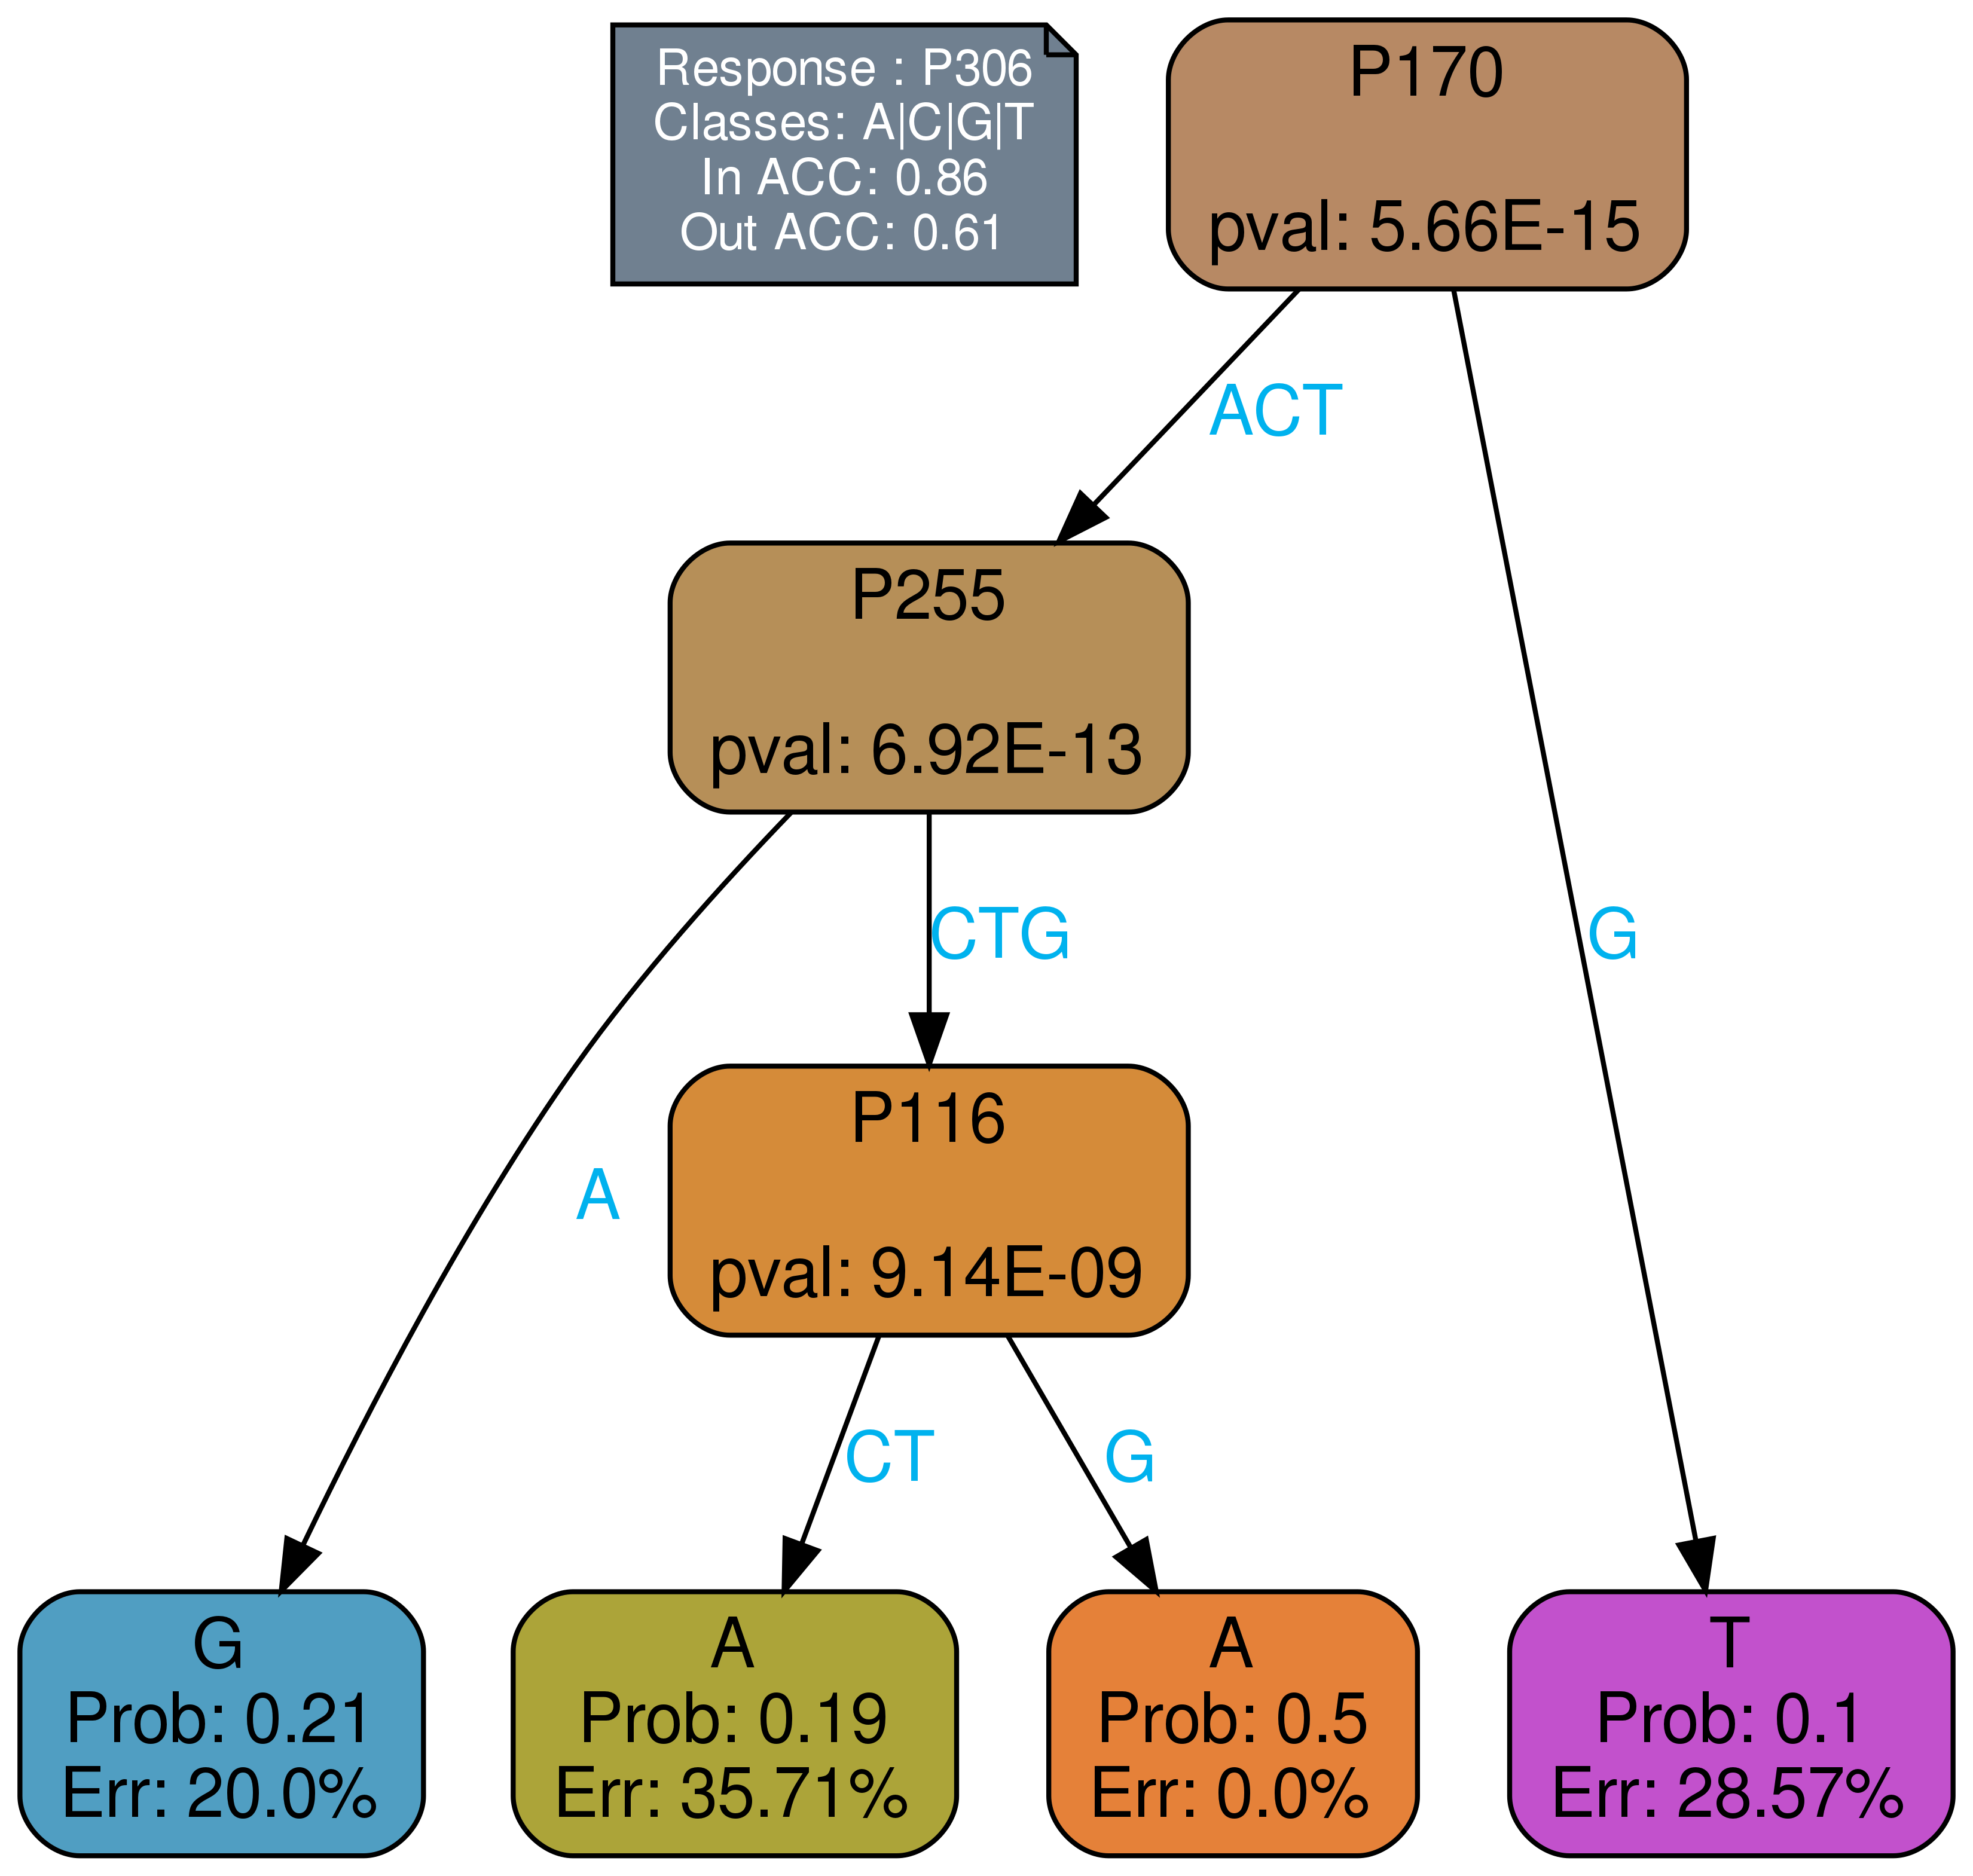 Response : P306
Classes: A|C|G|T
In ACC: 0.86
Out ACC: 0.61
P170
pval: 5.66E-15
ACT
P255
pval: 6.92E-13
CTG
G
P116
pval: 9.14E-09
A
CT
G
G
Prob: 0.21
Err: 20.0%
A
Prob: 0.19
Err: 35.71%
A
Prob: 0.5
Err: 0.0%
T
Prob: 0.1
Err: 28.57%